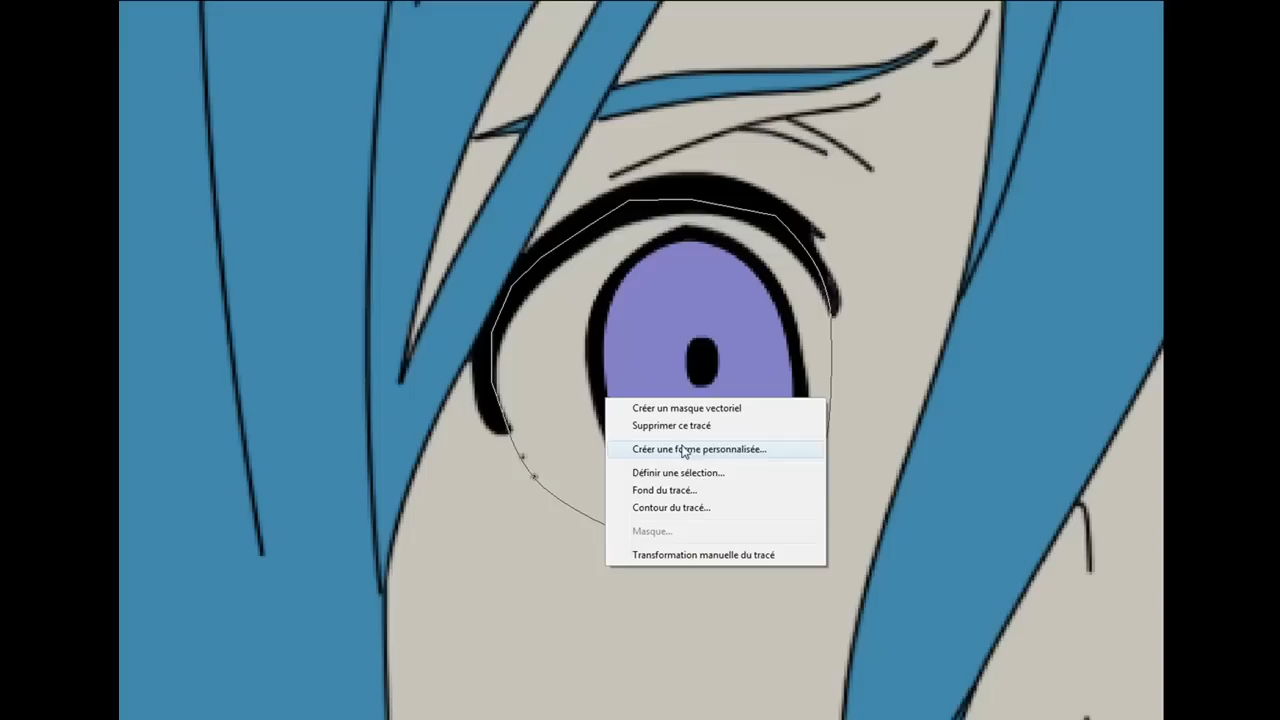 Créer un masque vectoriel
Supprimer ce tracé
Créer une forme personnalisée...
Définir une sélection...
Fond du tracé...
Contour du tracé...
Masque...
Transformation manuelle du tracé